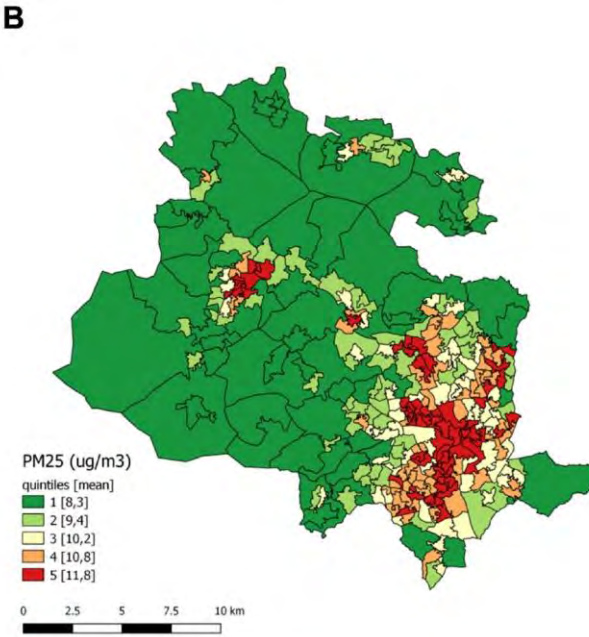 B
PM25 (ug/m3)
quintiles [mean]
1 [8,3]
2 [9,4]
3 [10,2]
4 [10,8]
5 [11,8]
0 2.5 5 7.5 10 km